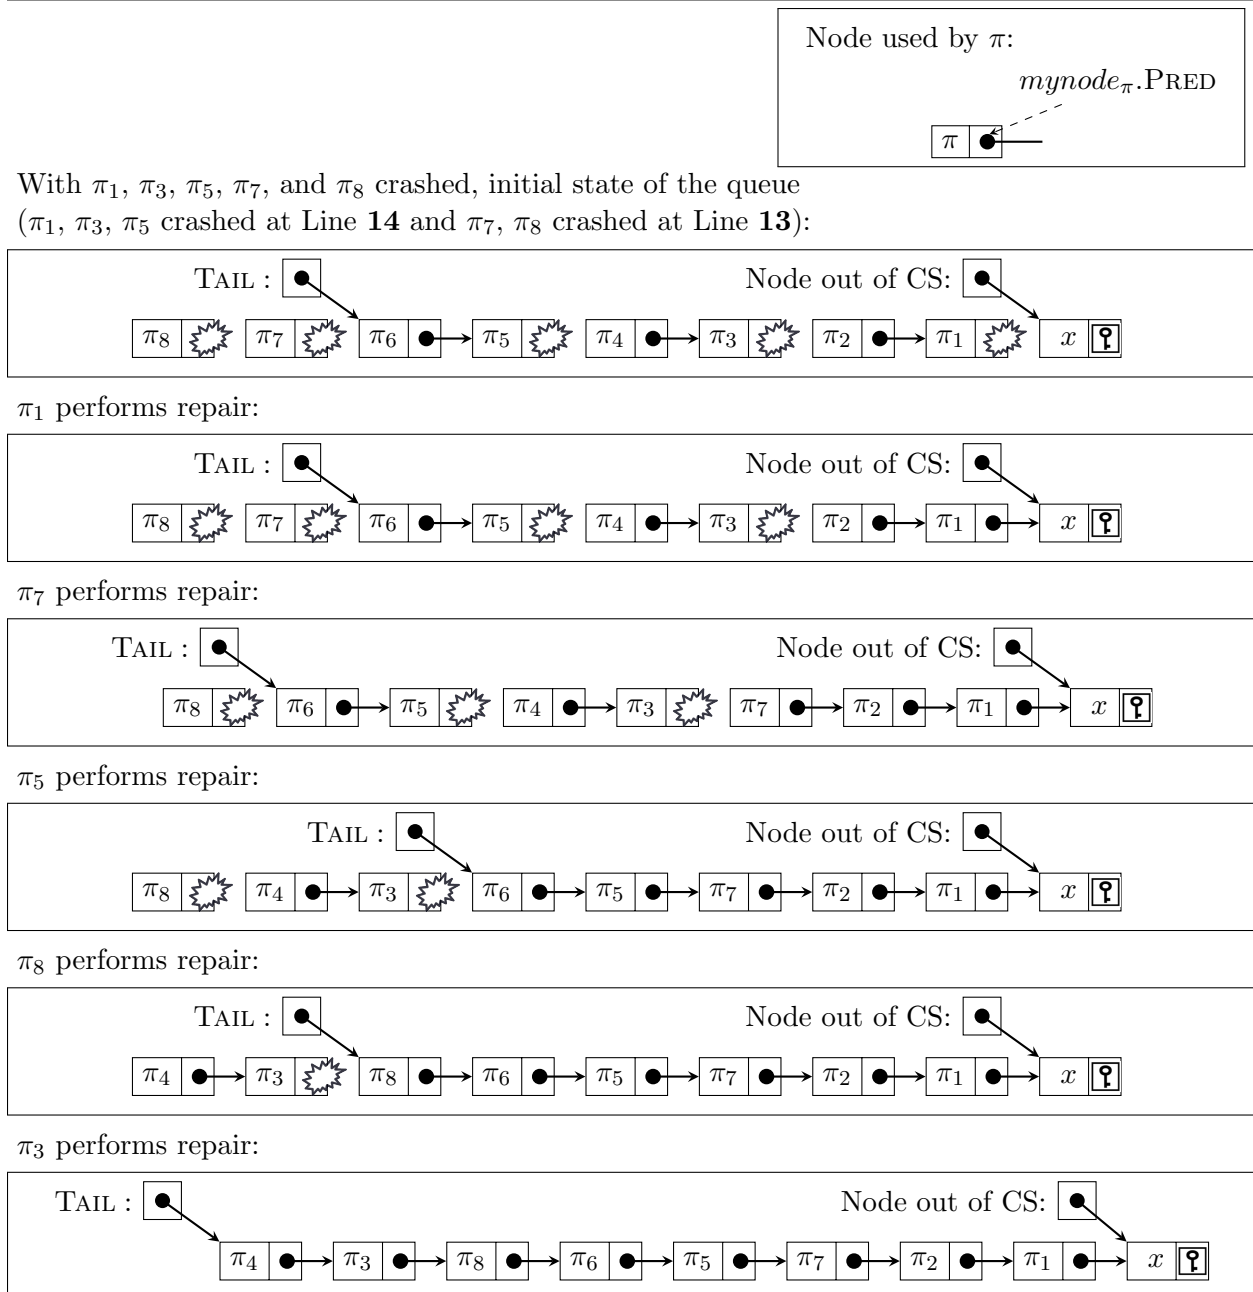 Node used by π:
mynode_π.PRED
π
With π₁, π₃, π₅, π₇, and π₈ crashed, initial state of the queue
(π₁, π₃, π₅ crashed at Line 14 and π₇, π₈ crashed at Line 13):
TAIL : Node out of CS:
π₈ π₇ π₆ π₅ π₄ π₃ π₂ π₁ x
π₁ performs repair:
TAIL : Node out of CS:
π₈ π₇ π₆ π₅ π₄ π₃ π₂ π₁ x
π₇ performs repair:
TAIL : Node out of CS:
π₈ π₆ π₅ π₄ π₃ π₇ π₂ π₁ x
π₅ performs repair:
TAIL : Node out of CS:
π₈ π₄ π₃ π₆ π₅ π₇ π₂ π₁ x
π₈ performs repair:
TAIL : Node out of CS:
π₄ π₃ π₈ π₆ π₅ π₇ π₂ π₁ x
π₃ performs repair:
TAIL : Node out of CS:
π₄ π₃ π₈ π₆ π₅ π₇ π₂ π₁ x